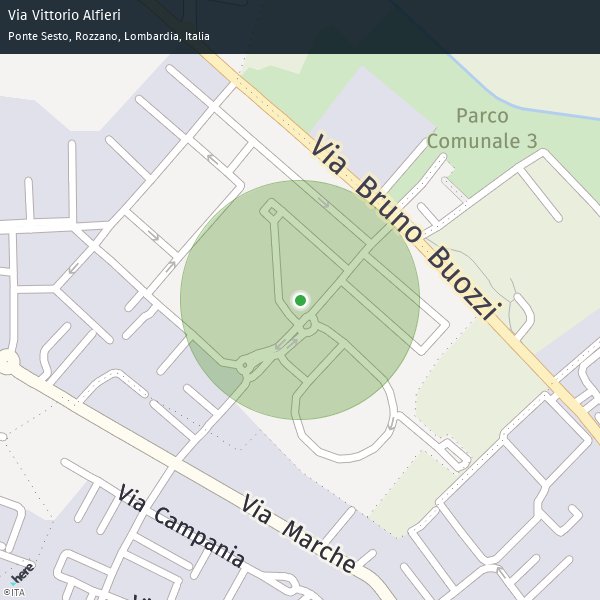 Via Vittorio Alfieri
Ponte Sesto, Rozzano, Lombardia, Italia
Parco
Comunale 3
Via Bruno Buozzi
Via Marche
Via Campania
here
©ITA